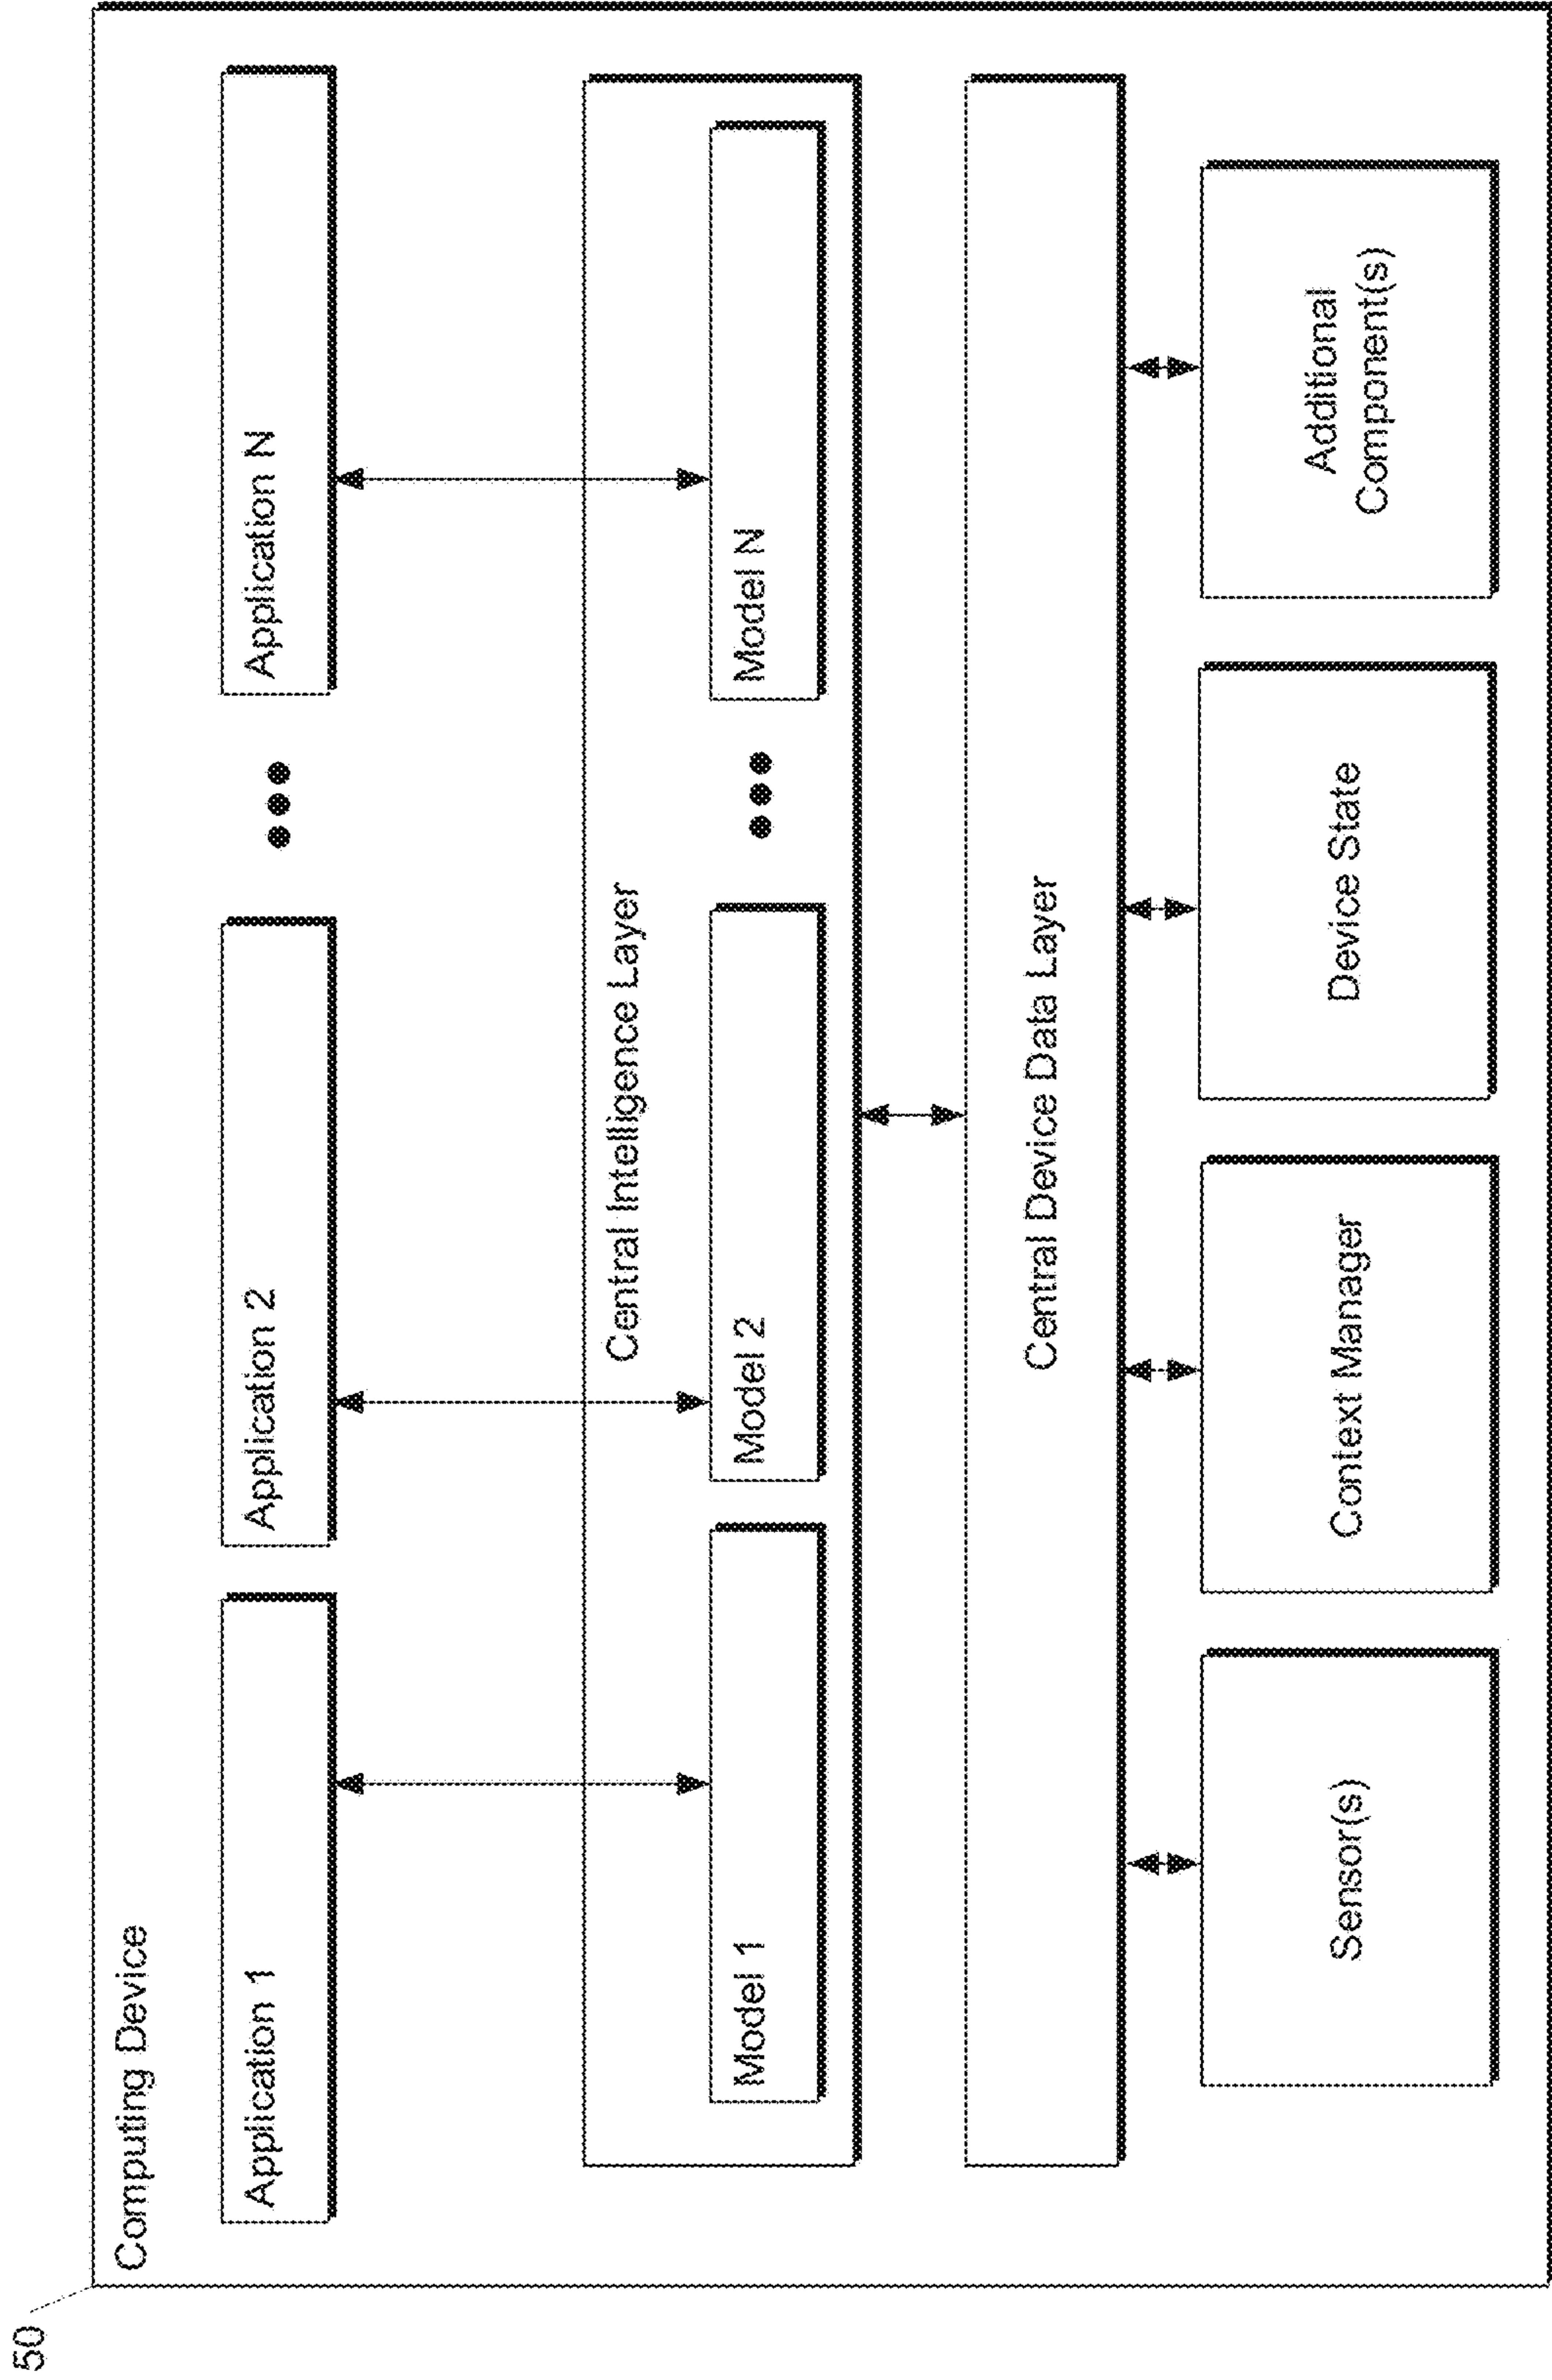 50
Computing Device
Application 1
Application 2
Application N
Central Intelligence Layer
Model 1
Model 2
Model N
Central Device Data Layer
Sensor(s)
Context Manager
Device State
Additional
Component(s)